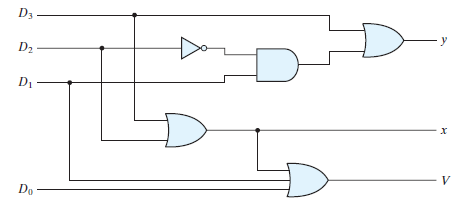 D₃
y
D₂
D₁
x
V
D₀